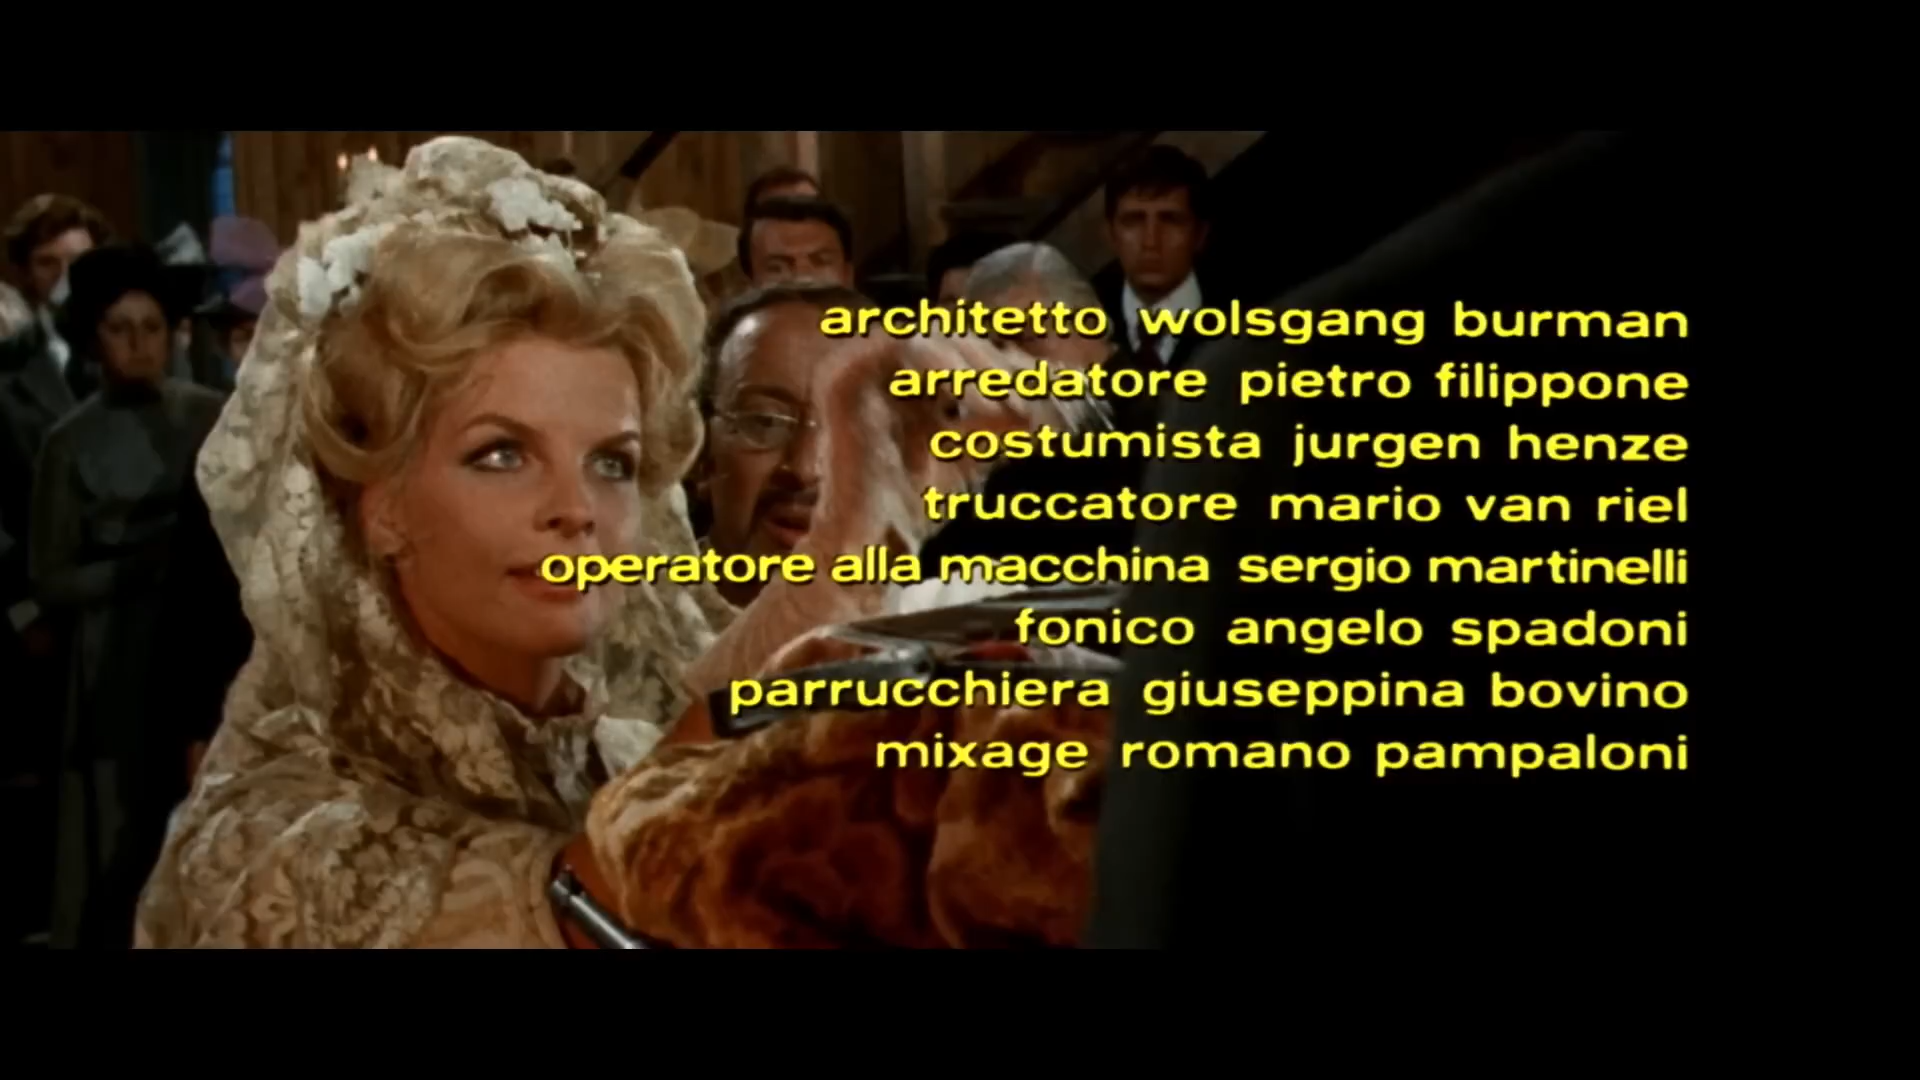 architetto wolsgang burman
arredatore pietro filippone
costumista jurgen henze
truccatore mario van riel
operatore alla macchina sergio martinelli
fonico angelo spadoni
parrucchiera giuseppina bovino
mixage romano pampaloni